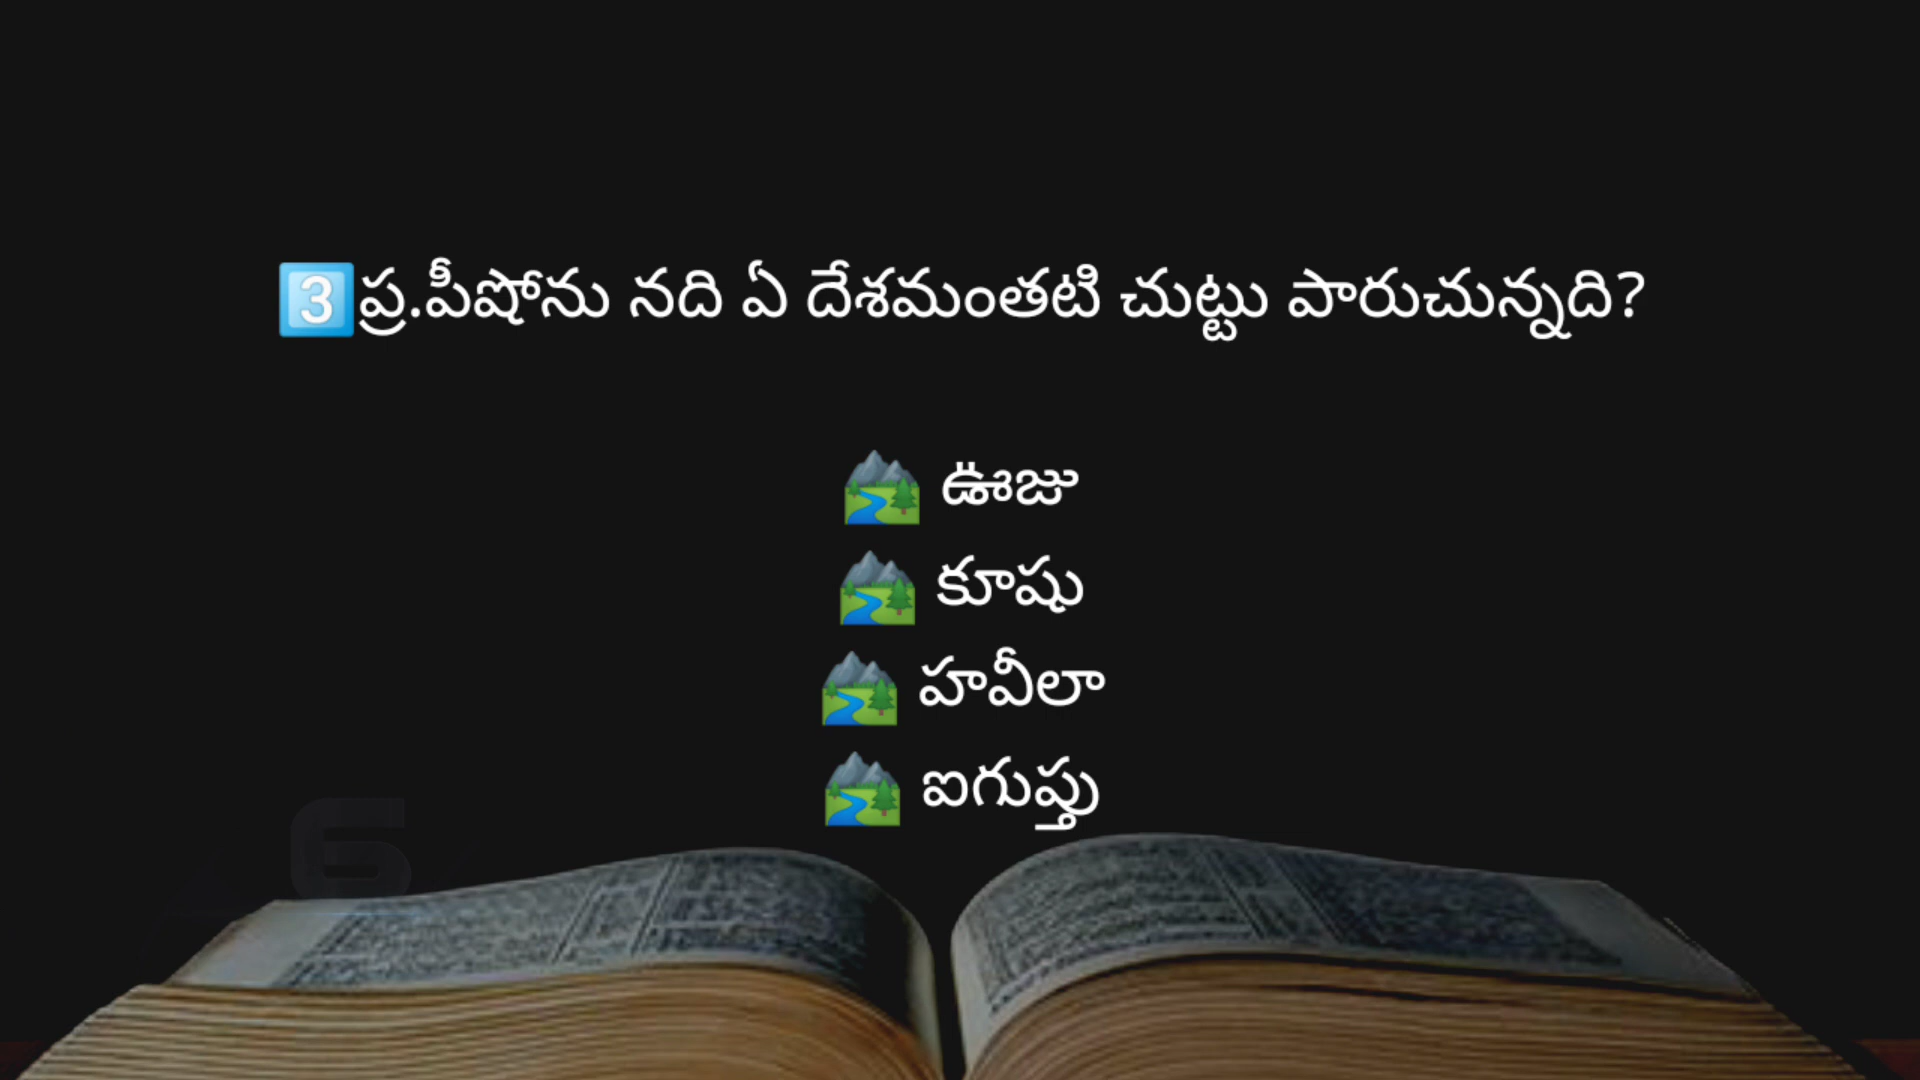 3️⃣ప్ర.పీషోను నది ఏ దేశమంతటి చుట్టు పారుచున్నది?
🏞️ ఊజు
🏞️ కూషు
🏞️ హవీలా
🏞️ ఐగుప్తు